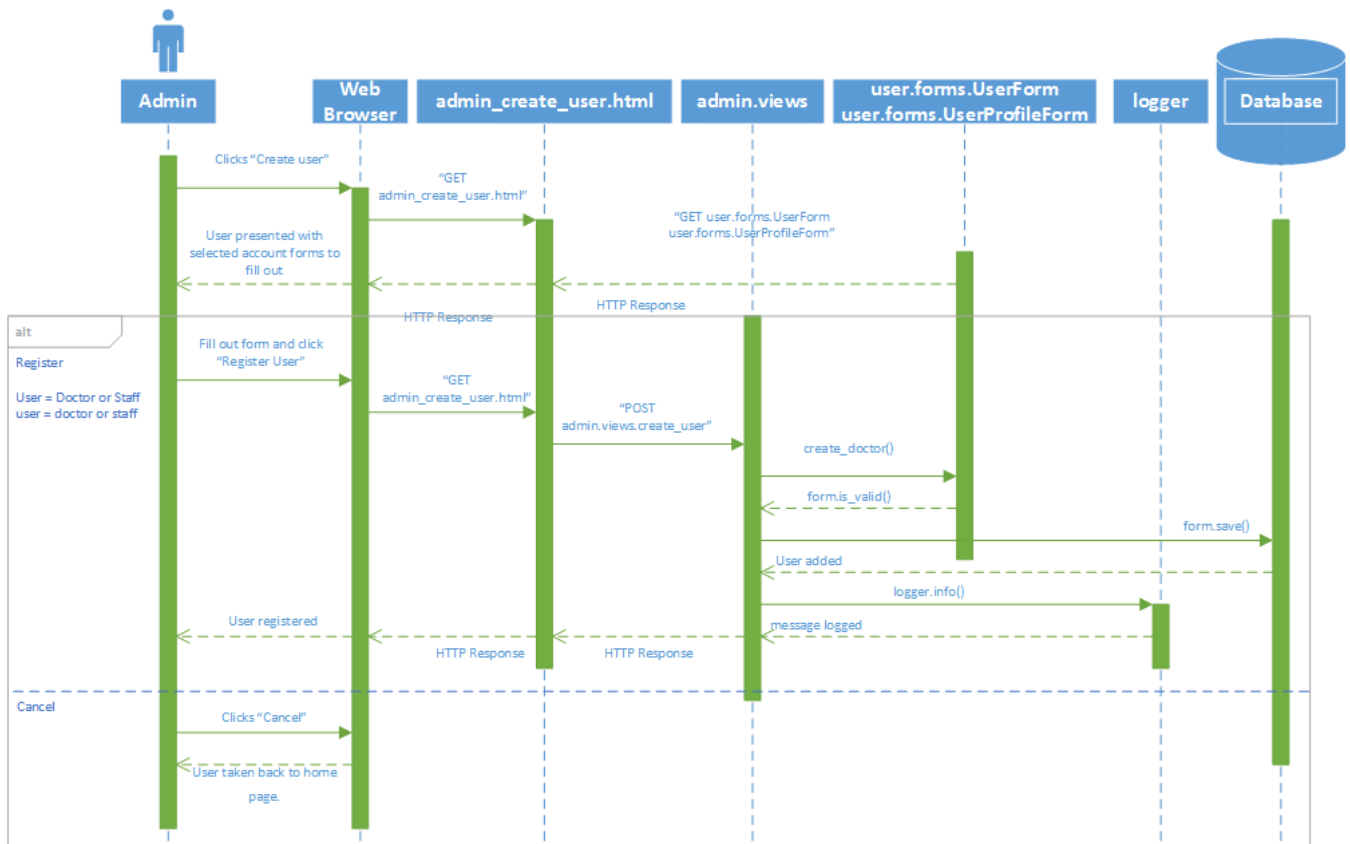 Admin
Web
Browser
admin_create_user.html
admin.views
user.forms.UserForm
user.forms.UserProfileForm
logger
Database
Clicks “Create user”
“GET
admin_create_user.html”
“GET user.forms.UserForm
user.forms.UserProfileForm”
User presented with
selected account forms to
fill out
HTTP Response
HTTP Response
alt
Register
User = Doctor or Staff
user = doctor or staff
Fill out form and click
“Register User”
“GET
admin_create_user.html”
“POST
admin.views.create_user”
create_doctor()
form.is_valid()
form.save()
User added
logger.info()
User registered
message logged
HTTP Response
HTTP Response
Cancel
Clicks “Cancel”
User taken back to home
page.